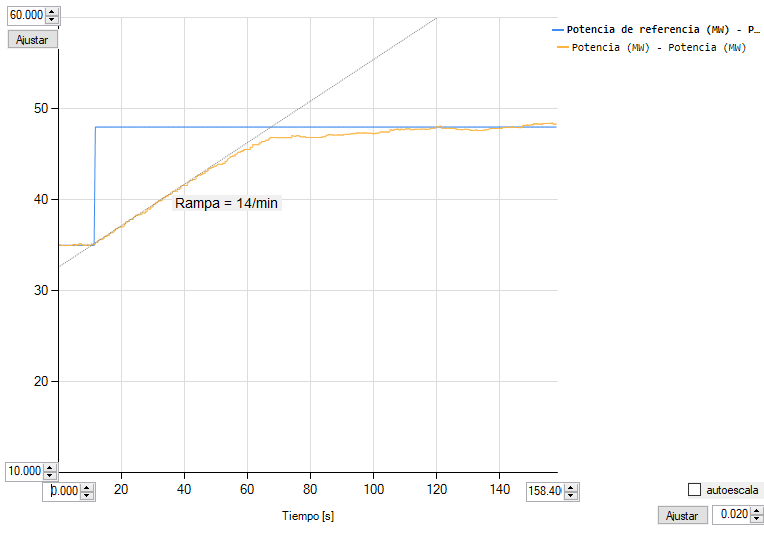 60.000
Ajustar
Potencia de referencia (MW) - P…
Potencia (MW) - Potencia (MW)
50
40
Rampa = 14/min
30
20
10.000
0.000
20
40
60
80
100
120
140
158.40
autoescala
Tiempo [s]
Ajustar
0.020